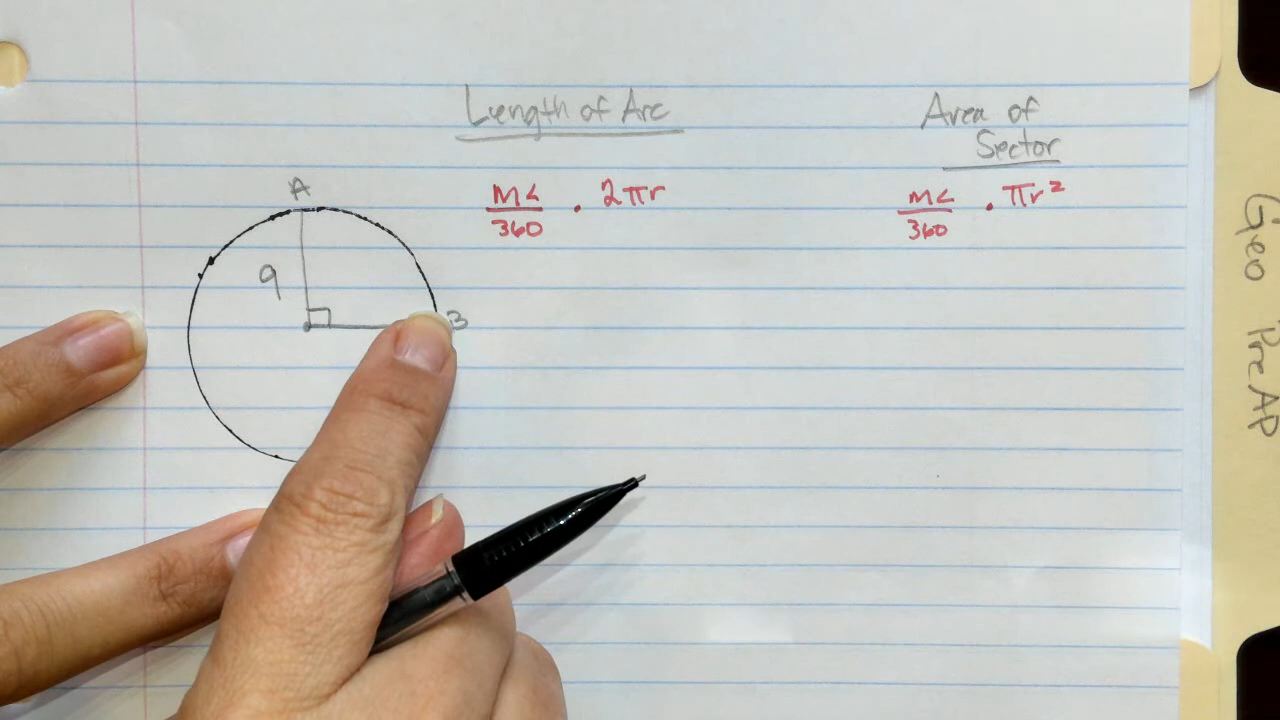 Length of Arc
Area of
Sector
A
M< / 360 · 2πr
M< / 360 · πr²
9
B
Geo PreAP